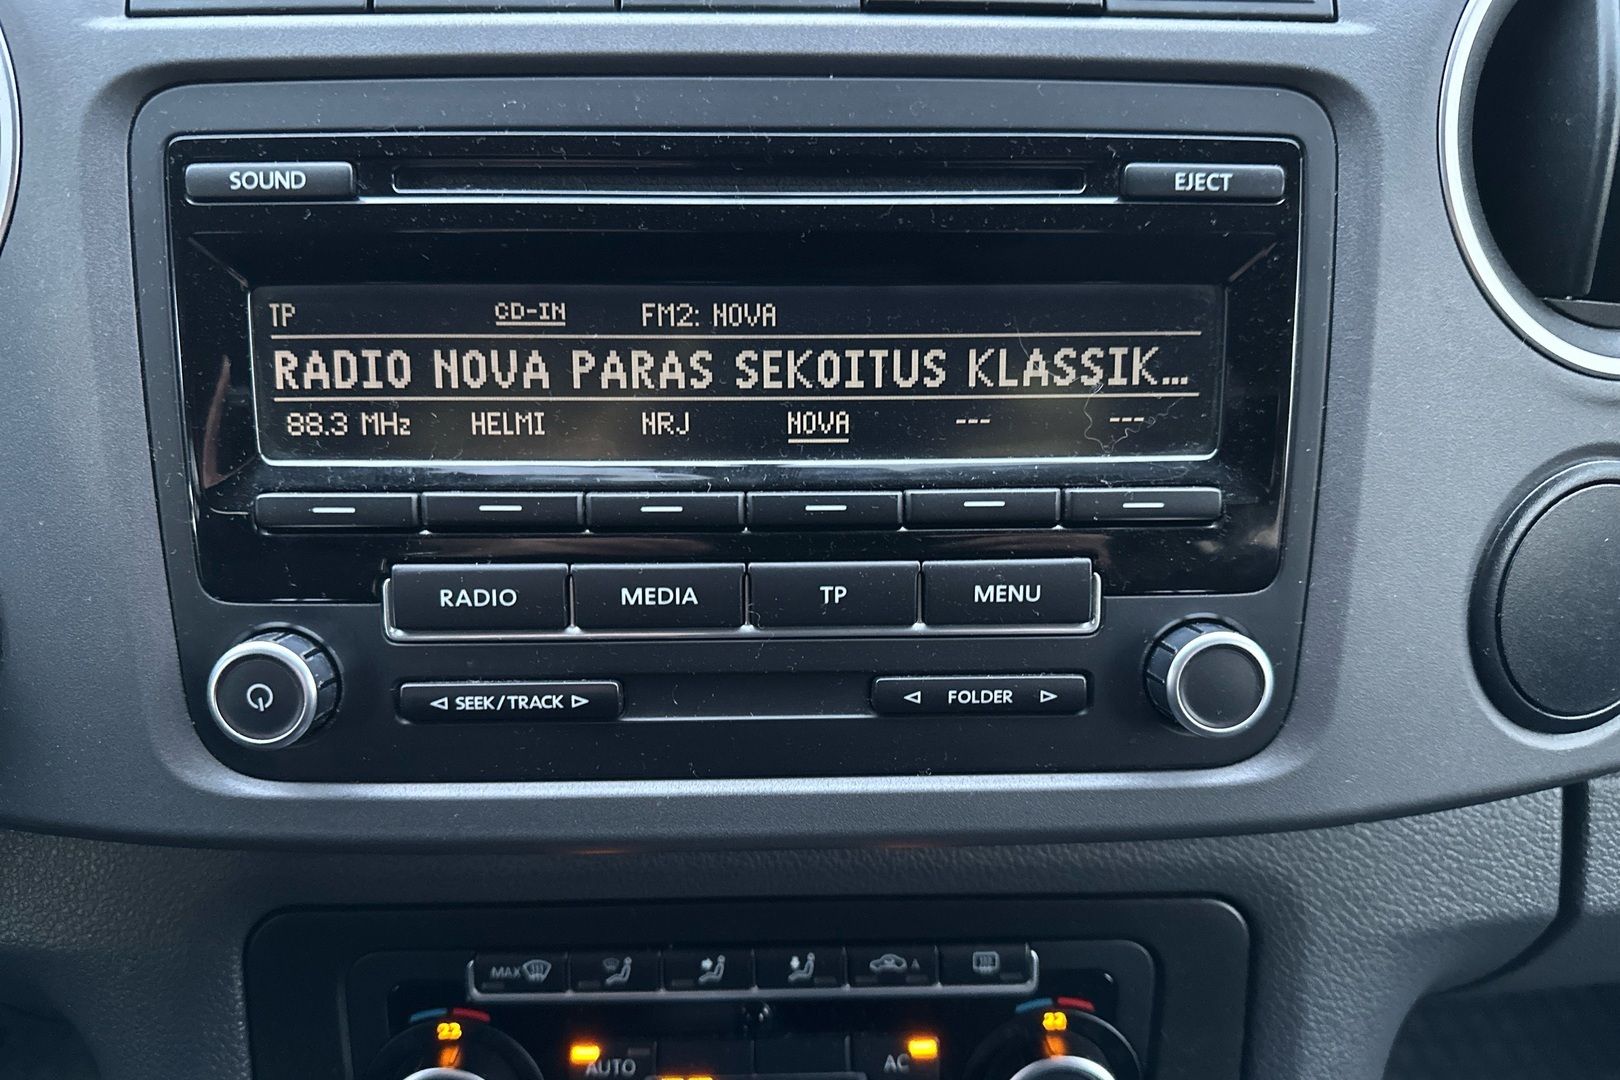 SOUND
EJECT
TP CD-IN FM2: NOVA
RADIO NOVA PARAS SEKOITUS KLASSIK...
88.3 MHz HELMI NRJ NOVA --- ---
RADIO MEDIA TP MENU
SEEK/TRACK FOLDER
MAX A
23 23
AUTO AC